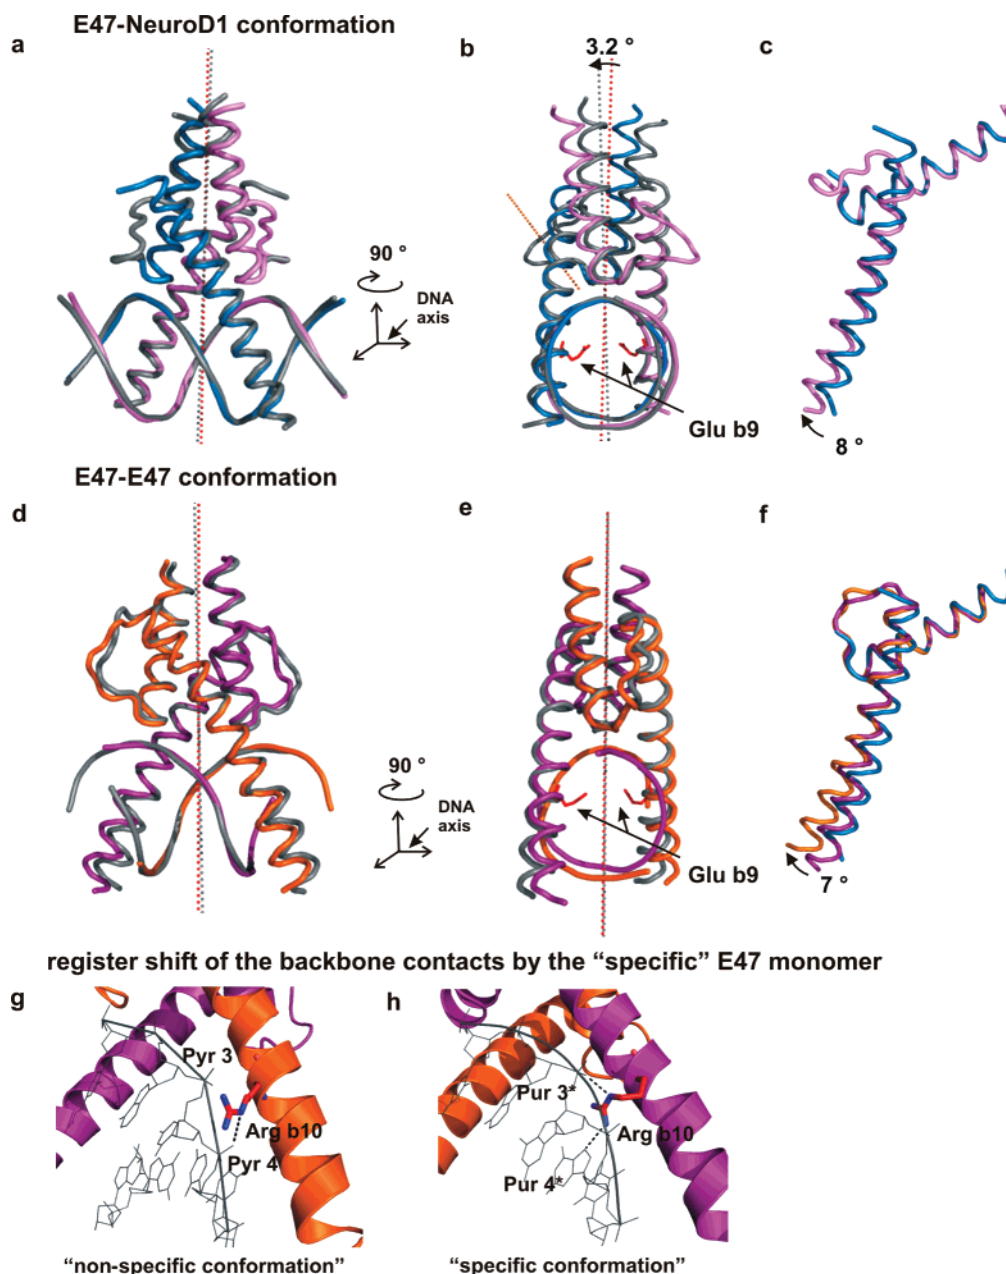 E47-NeuroD1 conformation
a
b
c
3.2 °
90 °
DNA
axis
Glu b9
8 °
E47-E47 conformation
d
e
f
90 °
DNA
axis
Glu b9
7 °
register shift of the backbone contacts by the “specific” E47 monomer
g
h
Pyr 3
Arg b10
Pyr 4
Pur 3*
Arg b10
Pur 4*
“non-specific conformation”
“specific conformation”